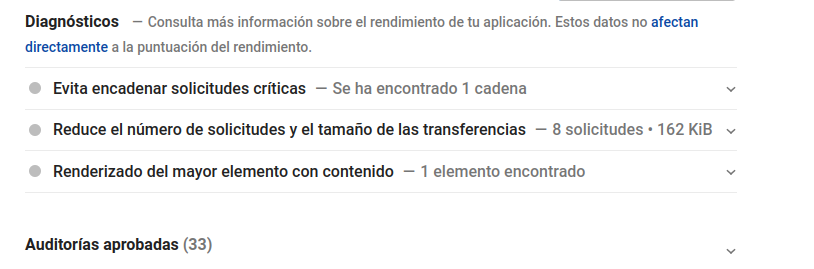 Diagnósticos — Consulta más información sobre el rendimiento de tu aplicación. Estos datos no afectan
directamente a la puntuación del rendimiento.
Evita encadenar solicitudes críticas — Se ha encontrado 1 cadena
Reduce el número de solicitudes y el tamaño de las transferencias — 8 solicitudes • 162 KiB
Renderizado del mayor elemento con contenido — 1 elemento encontrado
Auditorías aprobadas (33)